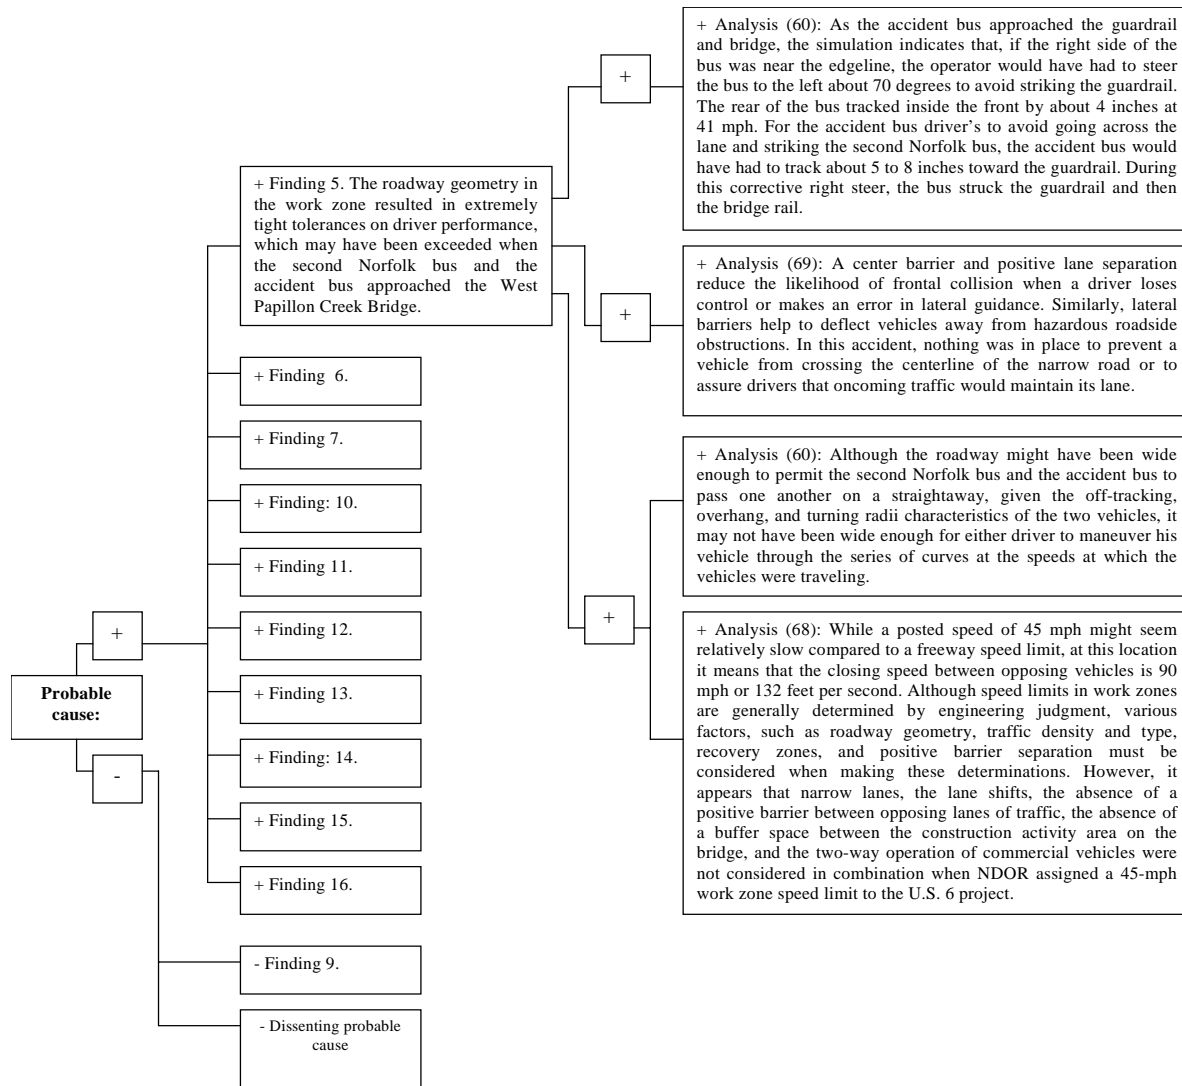 + Analysis (60): As the accident bus approached the guardrail
and bridge, the simulation indicates that, if the right side of the
bus was near the edgeline, the operator would have had to steer
the bus to the left about 70 degrees to avoid striking the guardrail.
The rear of the bus tracked inside the front by about 4 inches at
41 mph. For the accident bus driver's to avoid going across the
lane and striking the second Norfolk bus, the accident bus would
have had to track about 5 to 8 inches toward the guardrail. During
this corrective right steer, the bus struck the guardrail and then
the bridge rail.
+
+ Finding 5. The roadway geometry in
the work zone resulted in extremely
tight tolerances on driver performance,
which may have been exceeded when
the second Norfolk bus and the
accident bus approached the West
Papillon Creek Bridge.
+ Analysis (69): A center barrier and positive lane separation
reduce the likelihood of frontal collision when a driver loses
control or makes an error in lateral guidance. Similarly, lateral
barriers help to deflect vehicles away from hazardous roadside
obstructions. In this accident, nothing was in place to prevent a
vehicle from crossing the centerline of the narrow road or to
assure drivers that oncoming traffic would maintain its lane.
+
+ Finding 6.
+ Finding 7.
+ Finding: 10.
+ Finding 11.
+ Finding 12.
+ Finding 13.
+ Finding: 14.
+ Finding 15.
+ Finding 16.
+ Analysis (60): Although the roadway might have been wide
enough to permit the second Norfolk bus and the accident bus to
pass one another on a straightaway, given the off-tracking,
overhang, and turning radii characteristics of the two vehicles, it
may not have been wide enough for either driver to maneuver his
vehicle through the series of curves at the speeds at which the
vehicles were traveling.
+
+ Analysis (68): While a posted speed of 45 mph might seem
relatively slow compared to a freeway speed limit, at this location
it means that the closing speed between opposing vehicles is 90
mph or 132 feet per second. Although speed limits in work zones
are generally determined by engineering judgment, various
factors, such as roadway geometry, traffic density and type,
recovery zones, and positive barrier separation must be
considered when making these determinations. However, it
appears that narrow lanes, the lane shifts, the absence of a
positive barrier between opposing lanes of traffic, the absence of
a buffer space between the construction activity area on the
bridge, and the two-way operation of commercial vehicles were
not considered in combination when NDOR assigned a 45-mph
work zone speed limit to the U.S. 6 project.
+
Probable
cause:
-
- Finding 9.
- Dissenting probable
cause